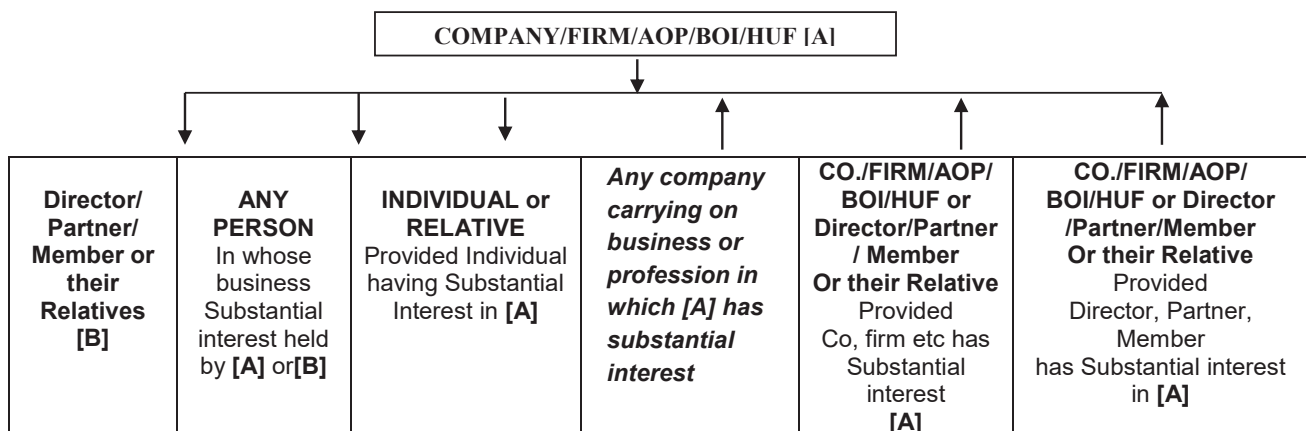 COMPANY/FIRM/AOP/BOI/HUF [A]
Director/
Partner/
Member or
their
Relatives
[B]
ANY
PERSON
In whose
business
Substantial
interest held
by [A] or[B]
INDIVIDUAL or
RELATIVE
Provided Individual
having Substantial
Interest in [A]
Any company
carrying on
business or
profession in
which [A] has
substantial
interest
CO./FIRM/AOP/
BOI/HUF or
Director/Partner
/ Member
Or their Relative
Provided
Co, firm etc has
Substantial
interest
[A]
CO./FIRM/AOP/
BOI/HUF or Director
/Partner/Member
Or their Relative
Provided
Director, Partner,
Member
has Substantial interest
in [A]